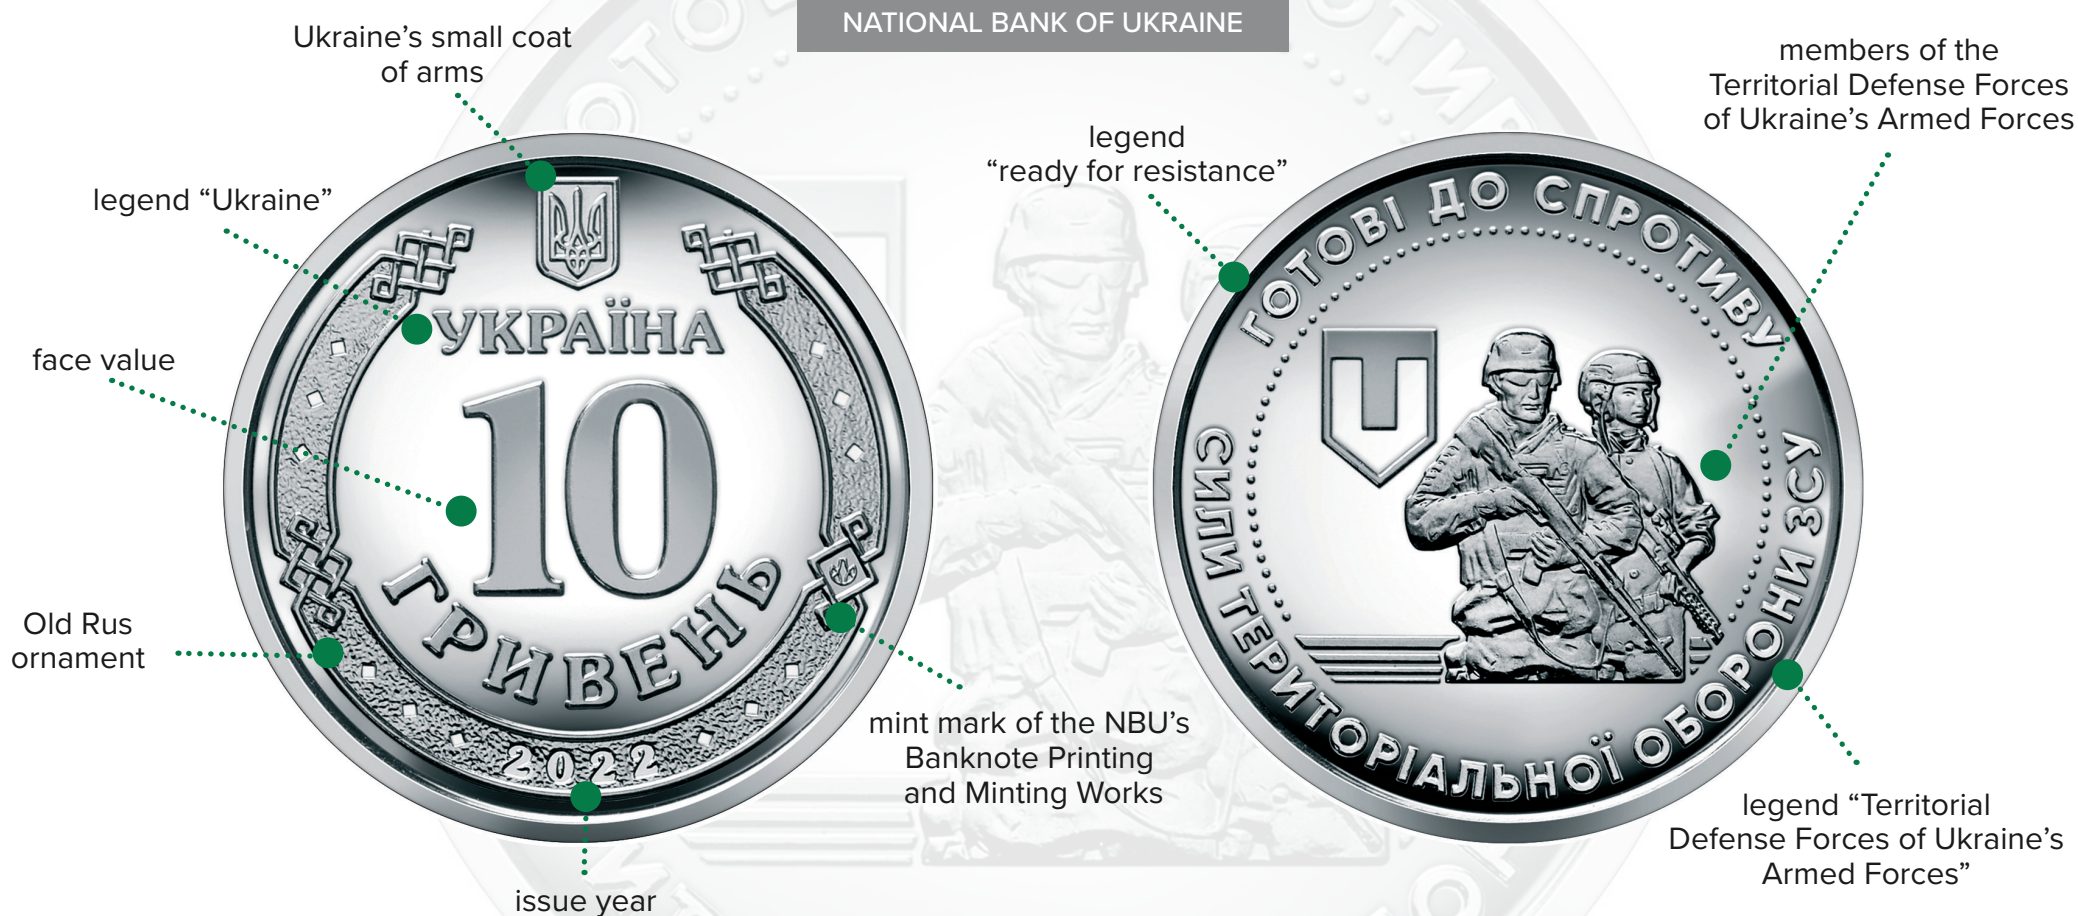 NATIONAL BANK OF UKRAINE
Ukraine’s small coat
of arms
legend “Ukraine”
face value
Old Rus
ornament
issue year
mint mark of the NBU’s
Banknote Printing
and Minting Works
УКРАЇНА
10
ГРИВЕНЬ
2022
legend
“ready for resistance”
members of the
Territorial Defense Forces
of Ukraine’s Armed Forces
ГОТОВІ ДО СПРОТИВУ
СИЛИ ТЕРИТОРІАЛЬНОЇ ОБОРОНИ ЗСУ
legend “Territorial
Defense Forces of Ukraine’s
Armed Forces”